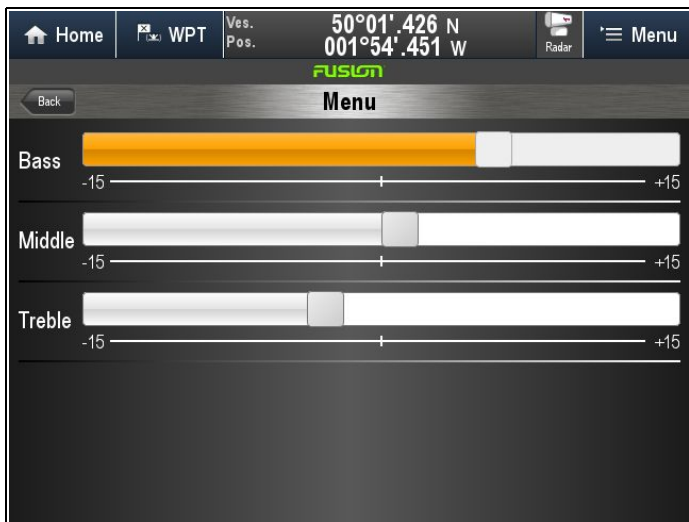 Home
WPT
Ves.
Pos.
50°01'.426 N
001°54'.451 W
Radar
Menu
FUSION
Back
Menu
Bass
-15 +15
Middle
-15 +15
Treble
-15 +15